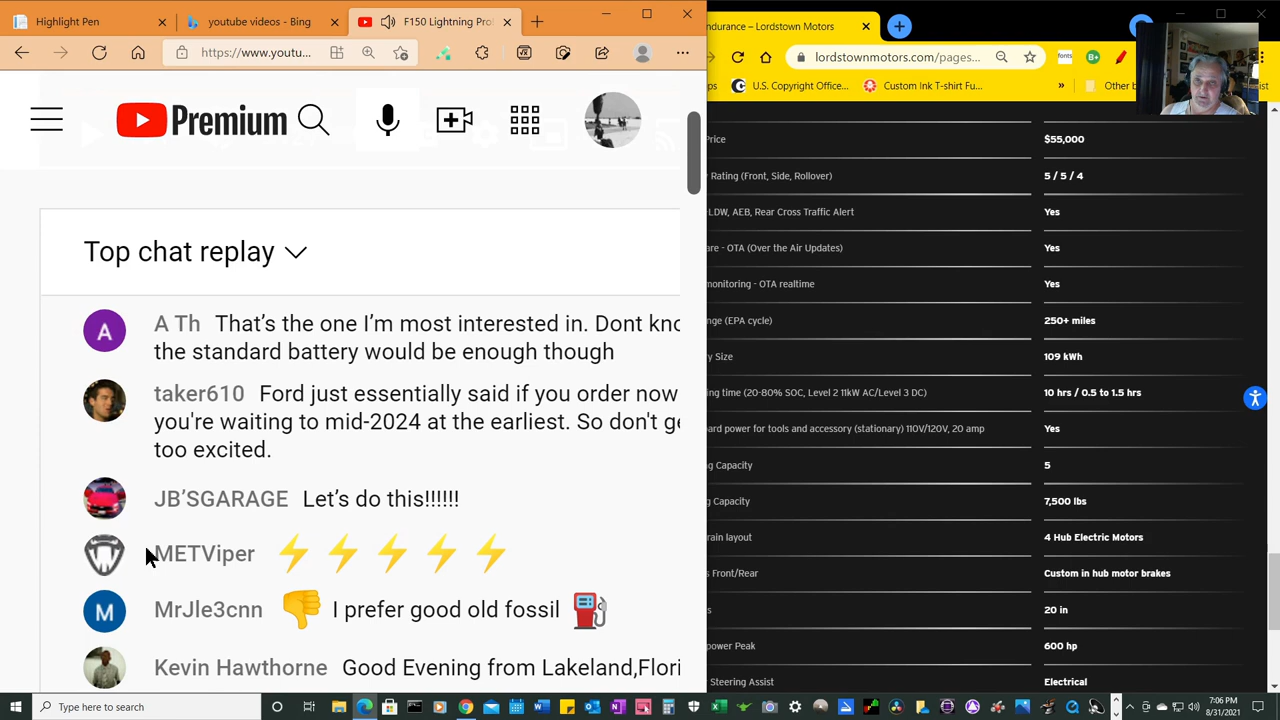 Highlight Pen
youtube videos - Bing
F150 Lightning Pro
https://www.youtu...
Premium
Top chat replay
A Th That's the one I'm most interested in. Dont kno
the standard battery would be enough though
taker610 Ford just essentially said if you order now
you're waiting to mid-2024 at the earliest. So don't ge
too excited.
JB'SGARAGE Let's do this!!!!!!
METViper ⚡ ⚡ ⚡ ⚡ ⚡
MrJle3cnn 👎 I prefer good old fossil ⛽
Kevin Hawthorne Good Evening from Lakeland,Flori
ndurance – Lordstown Motors
lordstownmotors.com/pages...
fonts
B+
ps
U.S. Copyright Office...
Custom Ink T-shirt Fu...
»
Other b
ist
Price $55,000
Rating (Front, Side, Rollover) 5 / 5 / 4
LDW, AEB, Rear Cross Traffic Alert Yes
are - OTA (Over the Air Updates) Yes
monitoring - OTA realtime Yes
nge (EPA cycle) 250+ miles
y Size 109 kWh
ing time (20-80% SOC, Level 2 11kW AC/Level 3 DC) 10 hrs / 0.5 to 1.5 hrs
ard power for tools and accessory (stationary) 110V/120V, 20 amp Yes
g Capacity 5
g Capacity 7,500 lbs
rain layout 4 Hub Electric Motors
s Front/Rear Custom in hub motor brakes
s 20 in
power Peak 600 hp
Steering Assist Electrical
Type here to search
7:06 PM
8/31/2021